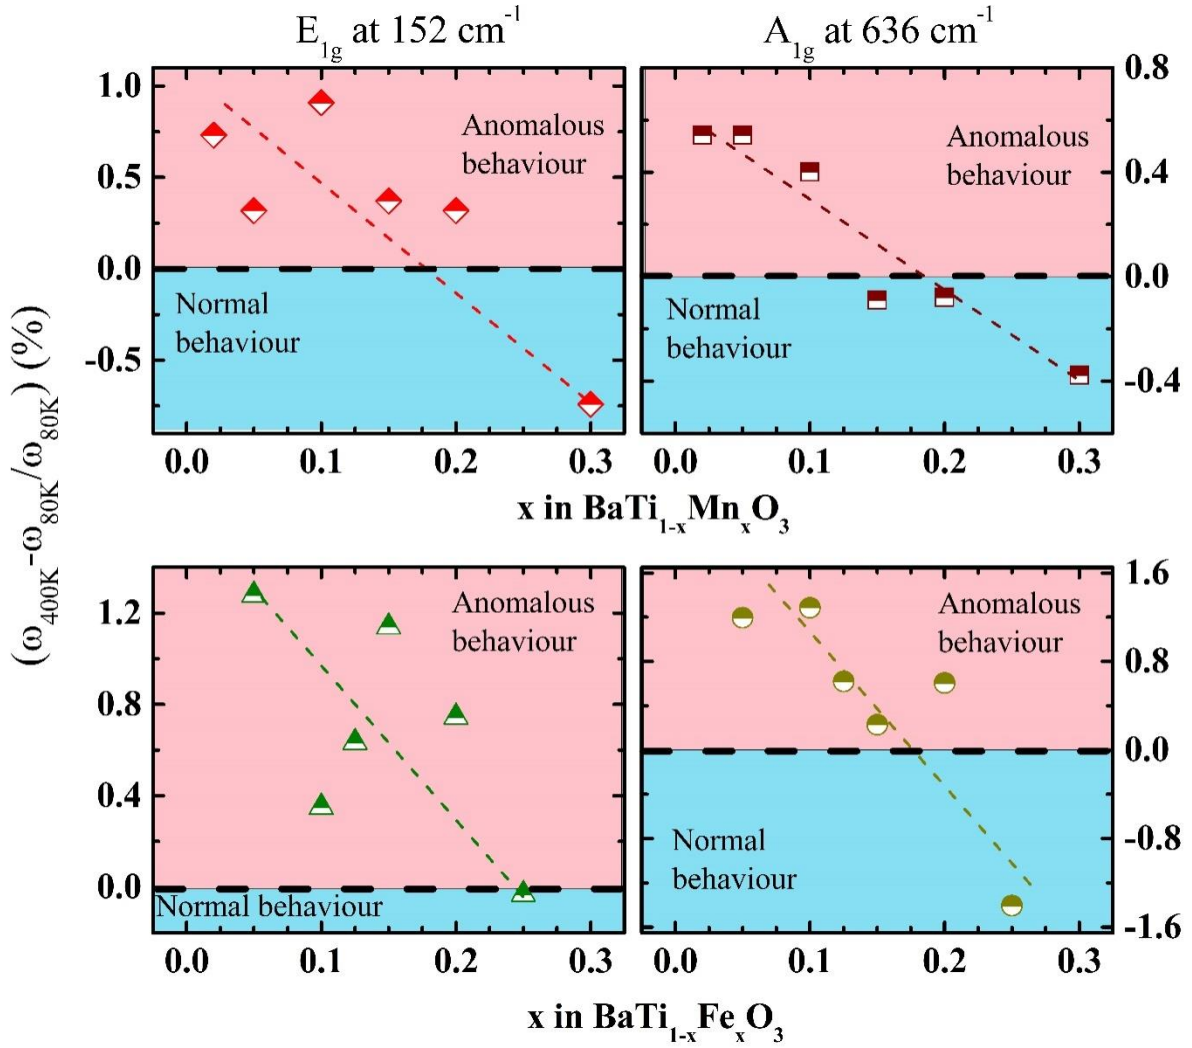 E₁g at 152 cm⁻¹
A₁g at 636 cm⁻¹
(ω400K-ω80K/ω80K) (%)
1.0
0.5
0.0
-0.5
Anomalous
behaviour
Normal
behaviour
0.0 0.1 0.2 0.3
0.8
0.4
0.0
-0.4
Anomalous
behaviour
Normal
behaviour
0.0 0.1 0.2 0.3
x in BaTi1-xMnxO3
1.2
0.8
0.4
0.0
Anomalous
behaviour
Normal behaviour
0.0 0.1 0.2 0.3
1.6
0.8
0.0
-0.8
-1.6
Anomalous
behaviour
Normal
behaviour
0.0 0.1 0.2 0.3
x in BaTi1-xFexO3